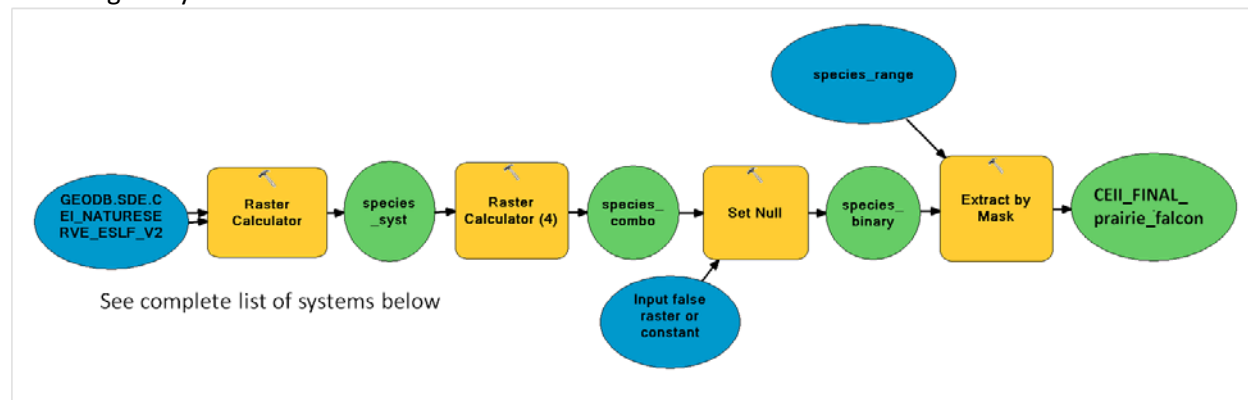 species_range
GEODB.SDE.C
EI_NATURESE
RVE_ESLF_V2
Raster
Calculator
species
_syst
Raster
Calculator (4)
species_
combo
Set Null
species_
binary
Extract by
Mask
CEII_FINAL_
prairie_falcon
See complete list of systems below
Input false
raster or
constant